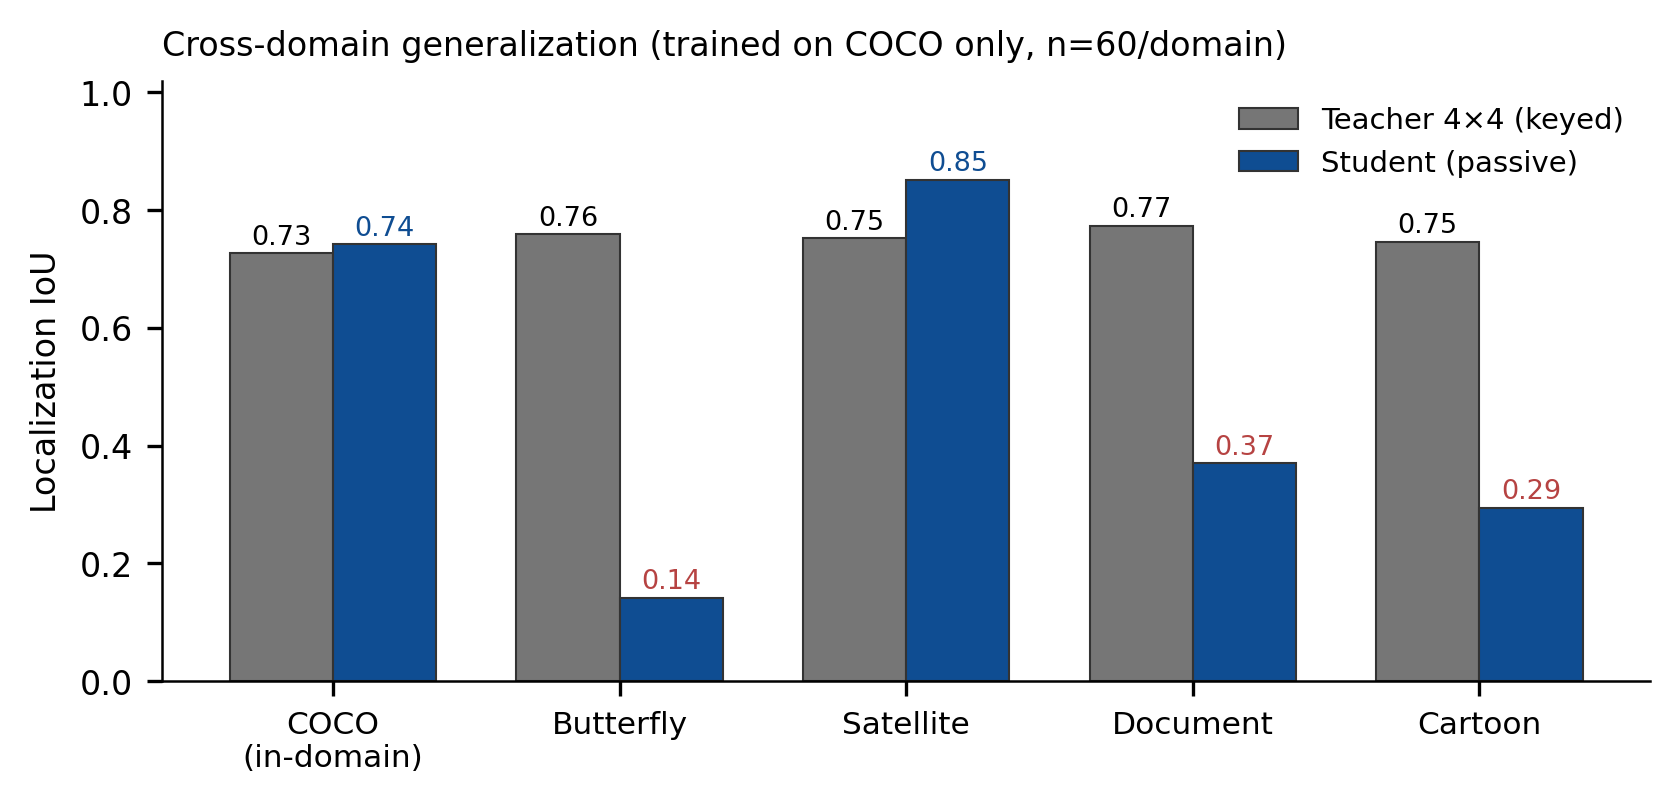 Cross-domain generalization (trained on COCO only, n=60/domain)
Localization IoU
1.0
0.8
0.6
0.4
0.2
0.0
Teacher 4×4 (keyed)
Student (passive)
0.73
0.74
0.76
0.14
0.75
0.85
0.77
0.37
0.75
0.29
COCO
(in-domain)
Butterfly
Satellite
Document
Cartoon